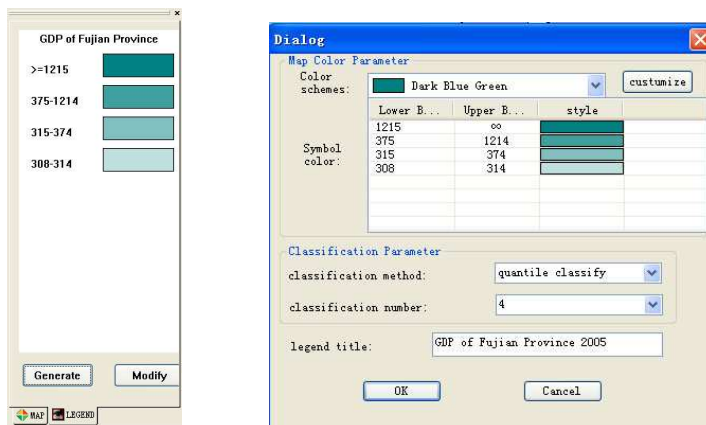 GDP of Fujian Province
>=1215
375-1214
315-374
308-314
Generate
Modify
MAP
LEGEND
Dialog
Map Color Parameter
Color
schemes:
Dark Blue Green
custumize
Lower B...
Upper B...
style
Symbol
color:
1215
∞
375
1214
315
374
308
314
Classification Parameter
classification method:
quantile classify
classification number:
4
legend title:
GDP of Fujian Province 2005
OK
Cancel